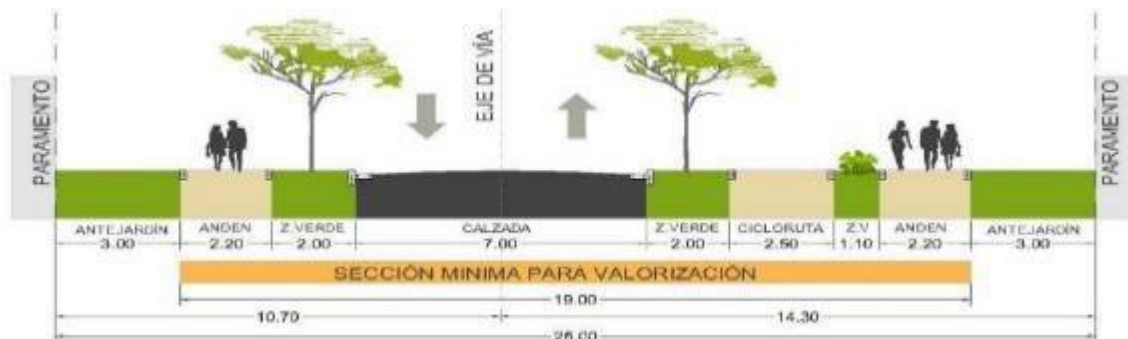 PARAMENTO
EJE DE VÍA
PARAMENTO
ANTEJARDÍN ANDEN Z.VERDE CALZADA Z.VERDE CICLORUTA Z.V ANDEN ANTEJARDÍN
3.00 2.20 2.00 7.00 2.00 2.50 1.10 2.20 3.00
SECCIÓN MINIMA PARA VALORIZACIÓN
19.00
10.70 14.30